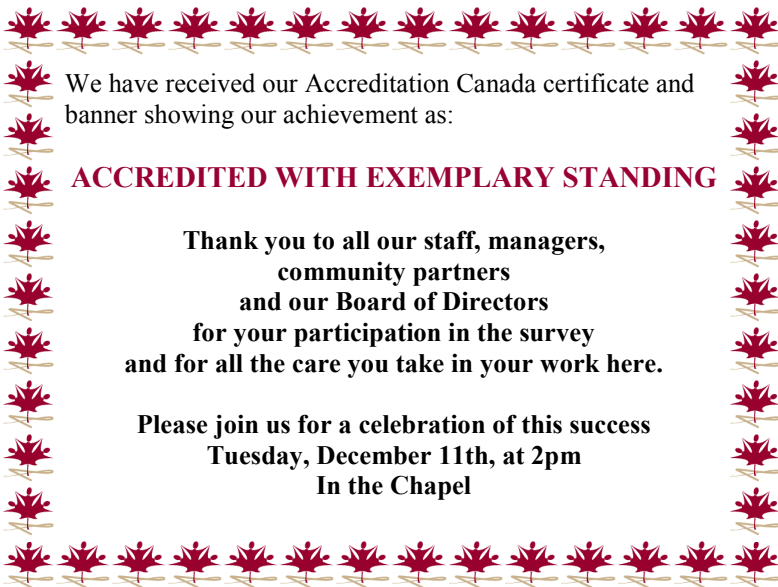 We have received our Accreditation Canada certificate and
banner showing our achievement as:
ACCREDITED WITH EXEMPLARY STANDING
Thank you to all our staff, managers,
community partners
and our Board of Directors
for your participation in the survey
and for all the care you take in your work here.
Please join us for a celebration of this success
Tuesday, December 11th, at 2pm
In the Chapel